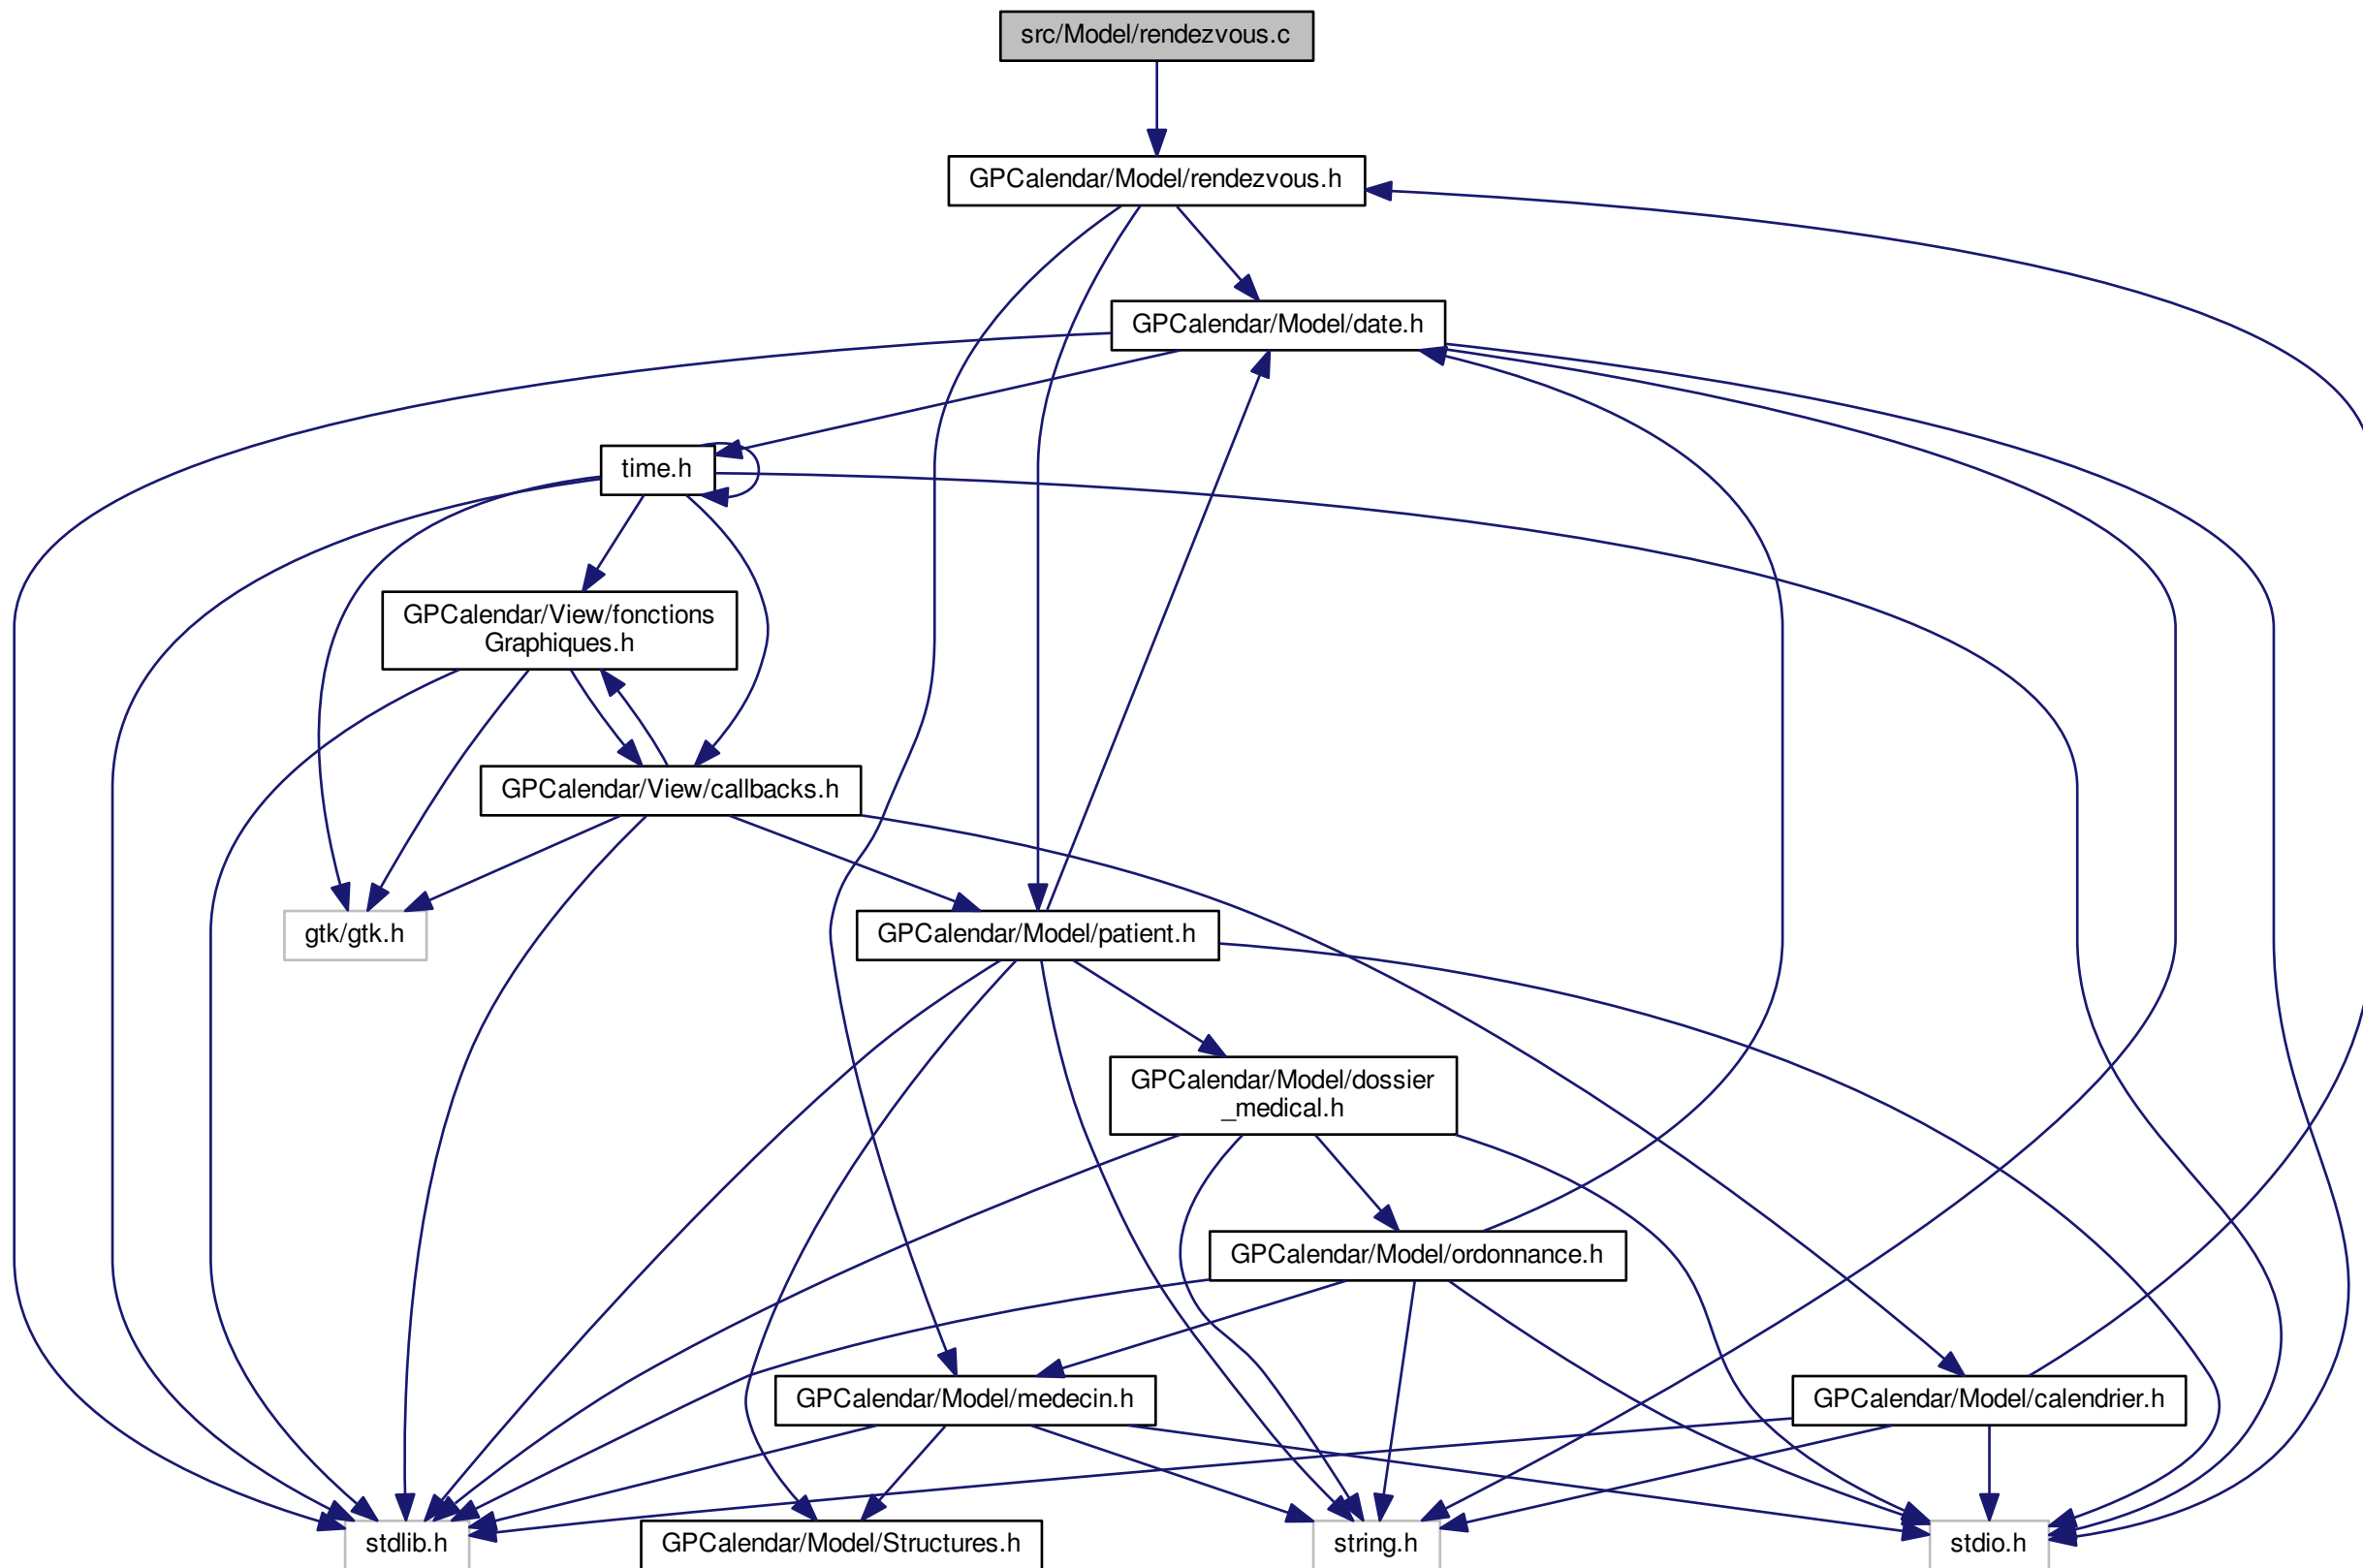 src/Model/rendezvous.c
GPCalendar/Model/rendezvous.h
GPCalendar/Model/date.h
time.h
GPCalendar/View/fonctions
Graphiques.h
GPCalendar/View/callbacks.h
gtk/gtk.h
GPCalendar/Model/patient.h
GPCalendar/Model/dossier
_medical.h
GPCalendar/Model/ordonnance.h
GPCalendar/Model/medecin.h
GPCalendar/Model/calendrier.h
stdlib.h
GPCalendar/Model/Structures.h
string.h
stdio.h